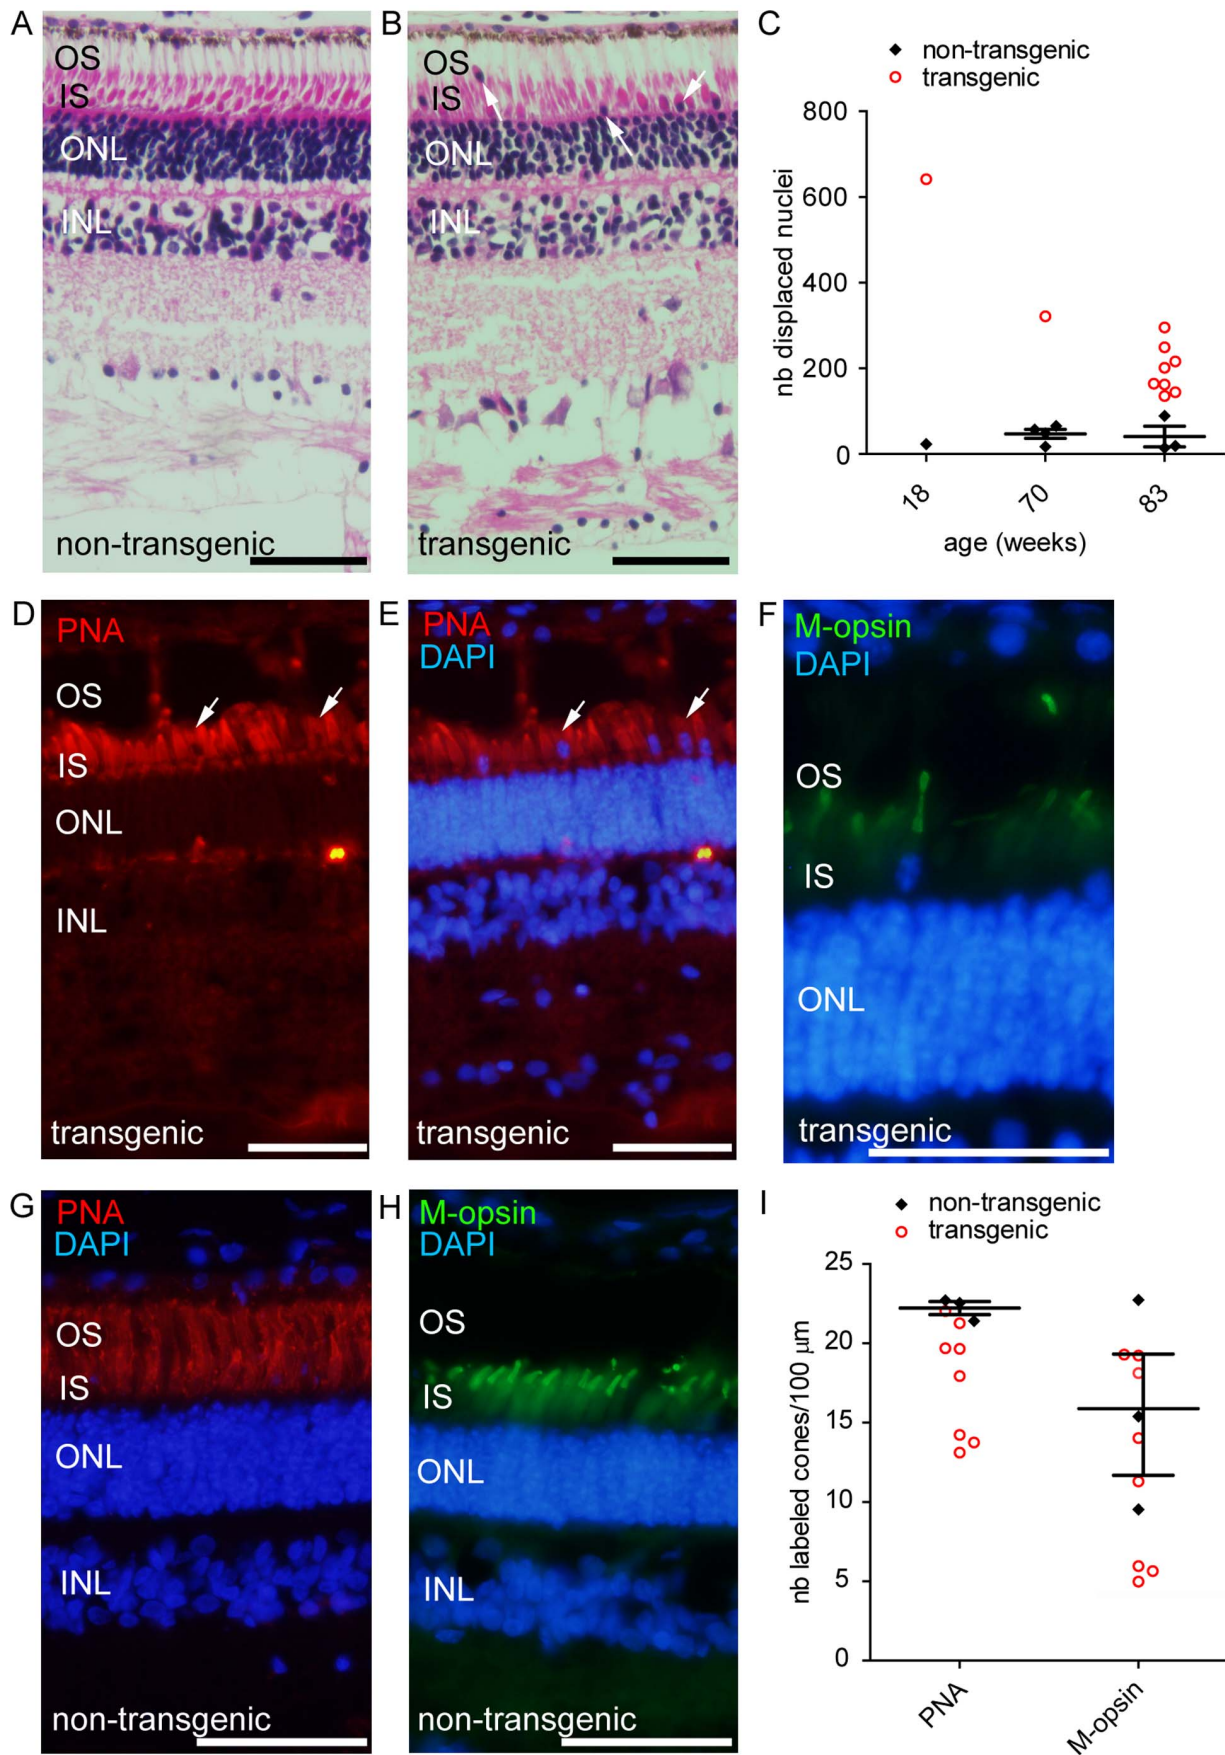 A
OS
IS
ONL
INL
non-transgenic
B
OS
IS
ONL
INL
transgenic
C
non-transgenic
transgenic
800
600
400
200
0
nb displaced nuclei
18
70
83
age (weeks)
D
PNA
OS
IS
ONL
INL
transgenic
E
PNA
DAPI
transgenic
F
M-opsin
DAPI
OS
IS
ONL
transgenic
G
PNA
DAPI
OS
IS
ONL
INL
non-transgenic
H
M-opsin
DAPI
OS
IS
ONL
INL
non-transgenic
I
non-transgenic
transgenic
25
20
15
10
5
0
nb labeled cones/100 µm
PNA
M-opsin